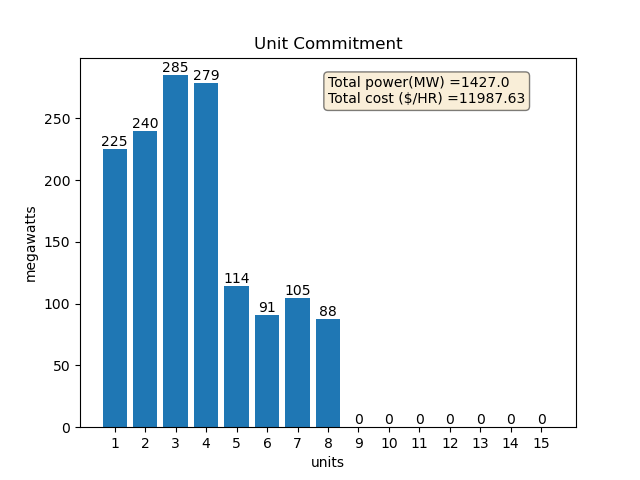 Unit Commitment
Total power(MW) =1427.0
Total cost ($/HR) =11987.63
megawatts
250
200
150
100
50
0
225 240 285 279 114 91 105 88 0 0 0 0 0 0 0
1 2 3 4 5 6 7 8 9 10 11 12 13 14 15
units